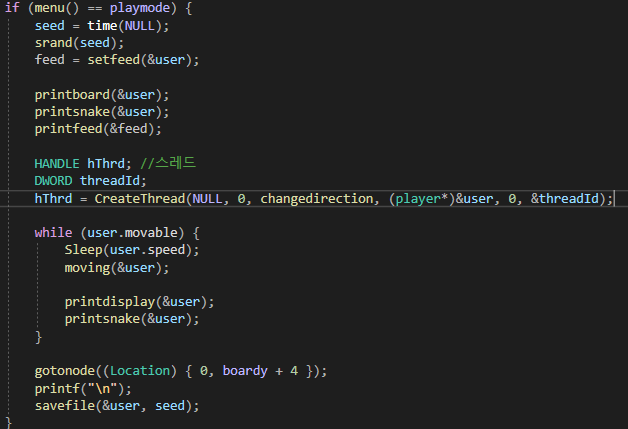 if (menu() == playmode) {
    seed = time(NULL);
    srand(seed);
    feed = setfeed(&user);

    printboard(&user);
    printsnake(&user);
    printfeed(&feed);

    HANDLE hThrd; //스레드
    DWORD threadId;
    hThrd = CreateThread(NULL, 0, changedirection, (player*)&user, 0, &threadId);

    while (user.movable) {
        Sleep(user.speed);
        moving(&user);

        printdisplay(&user);
        printsnake(&user);
    }

    gotonode((Location) { 0, boardy + 4 });
    printf("\n");
    savefile(&user, seed);
}